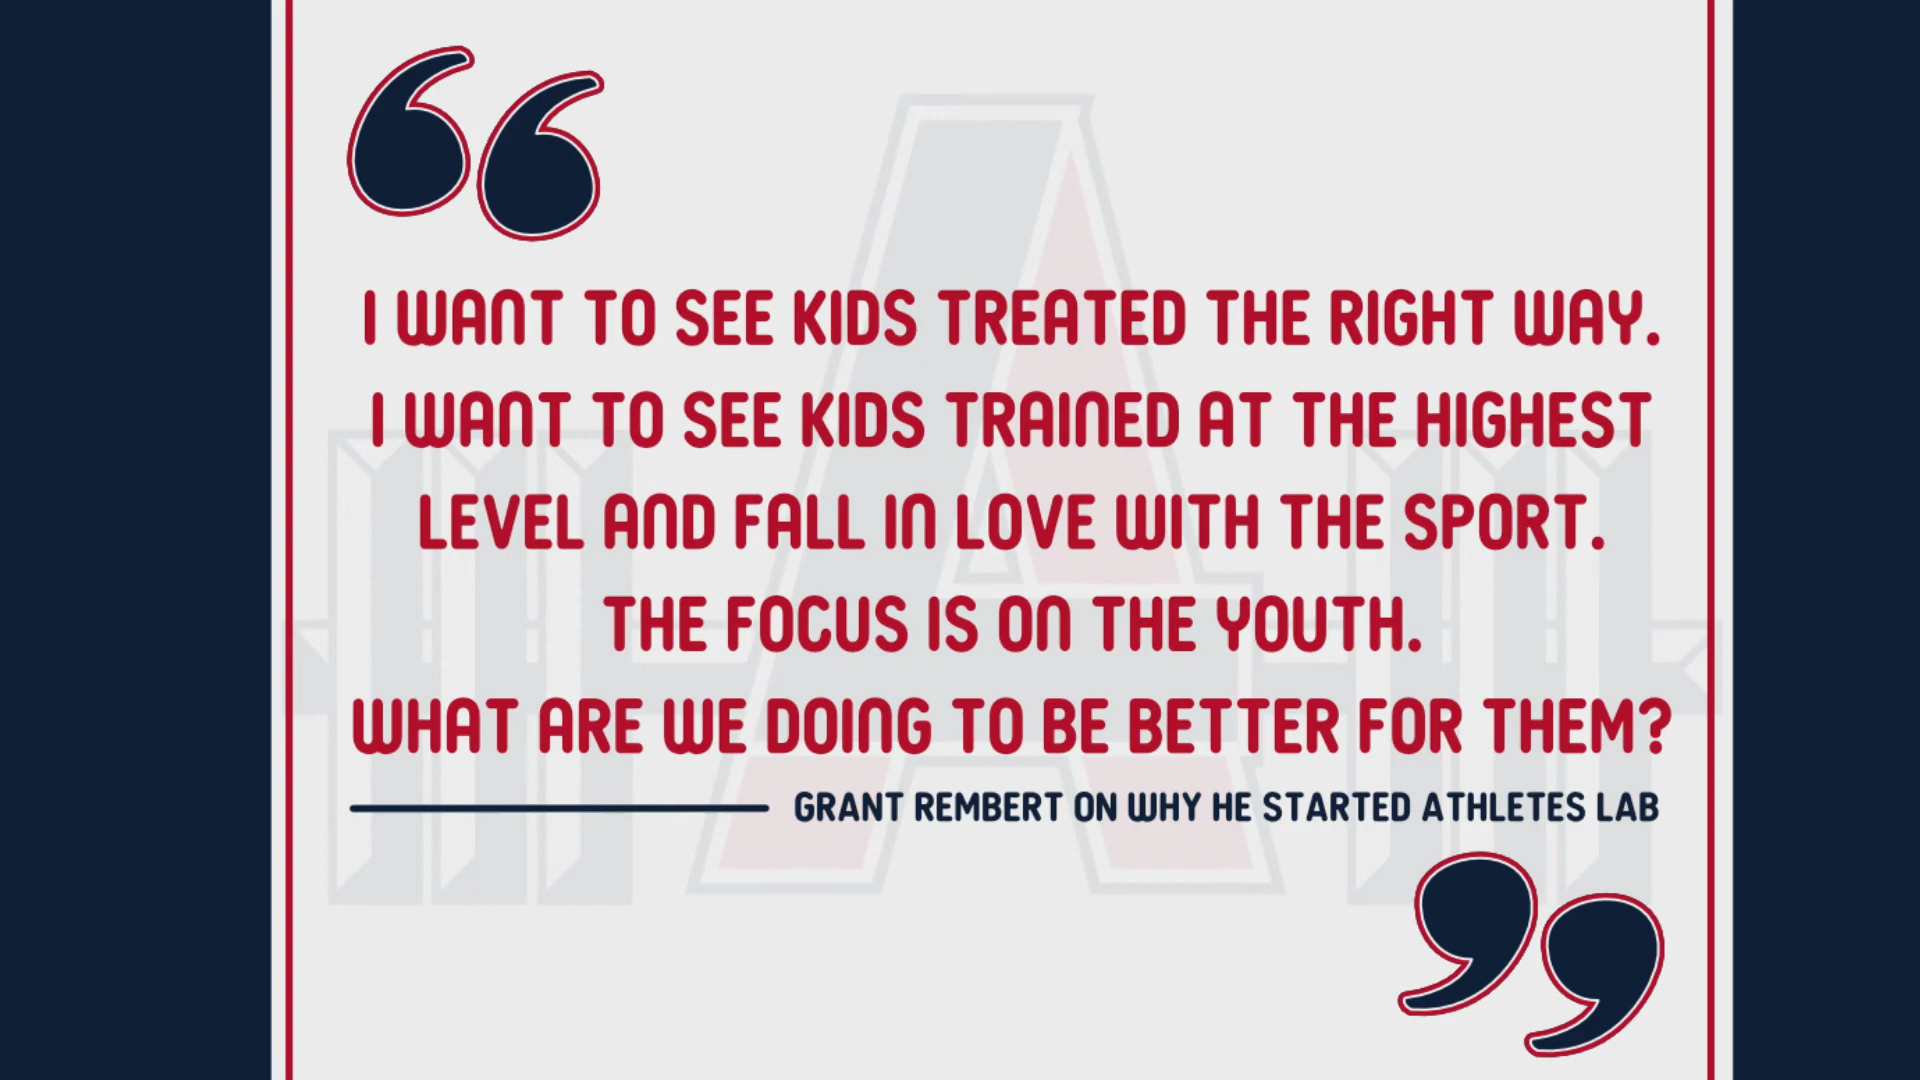 I WANT TO SEE KIDS TREATED THE RIGHT WAY.
I WANT TO SEE KIDS TRAINED AT THE HIGHEST
LEVEL AND FALL IN LOVE WITH THE SPORT.
THE FOCUS IS ON THE YOUTH.
WHAT ARE WE DOING TO BE BETTER FOR THEM?
GRANT REMBERT ON WHY HE STARTED ATHLETES LAB